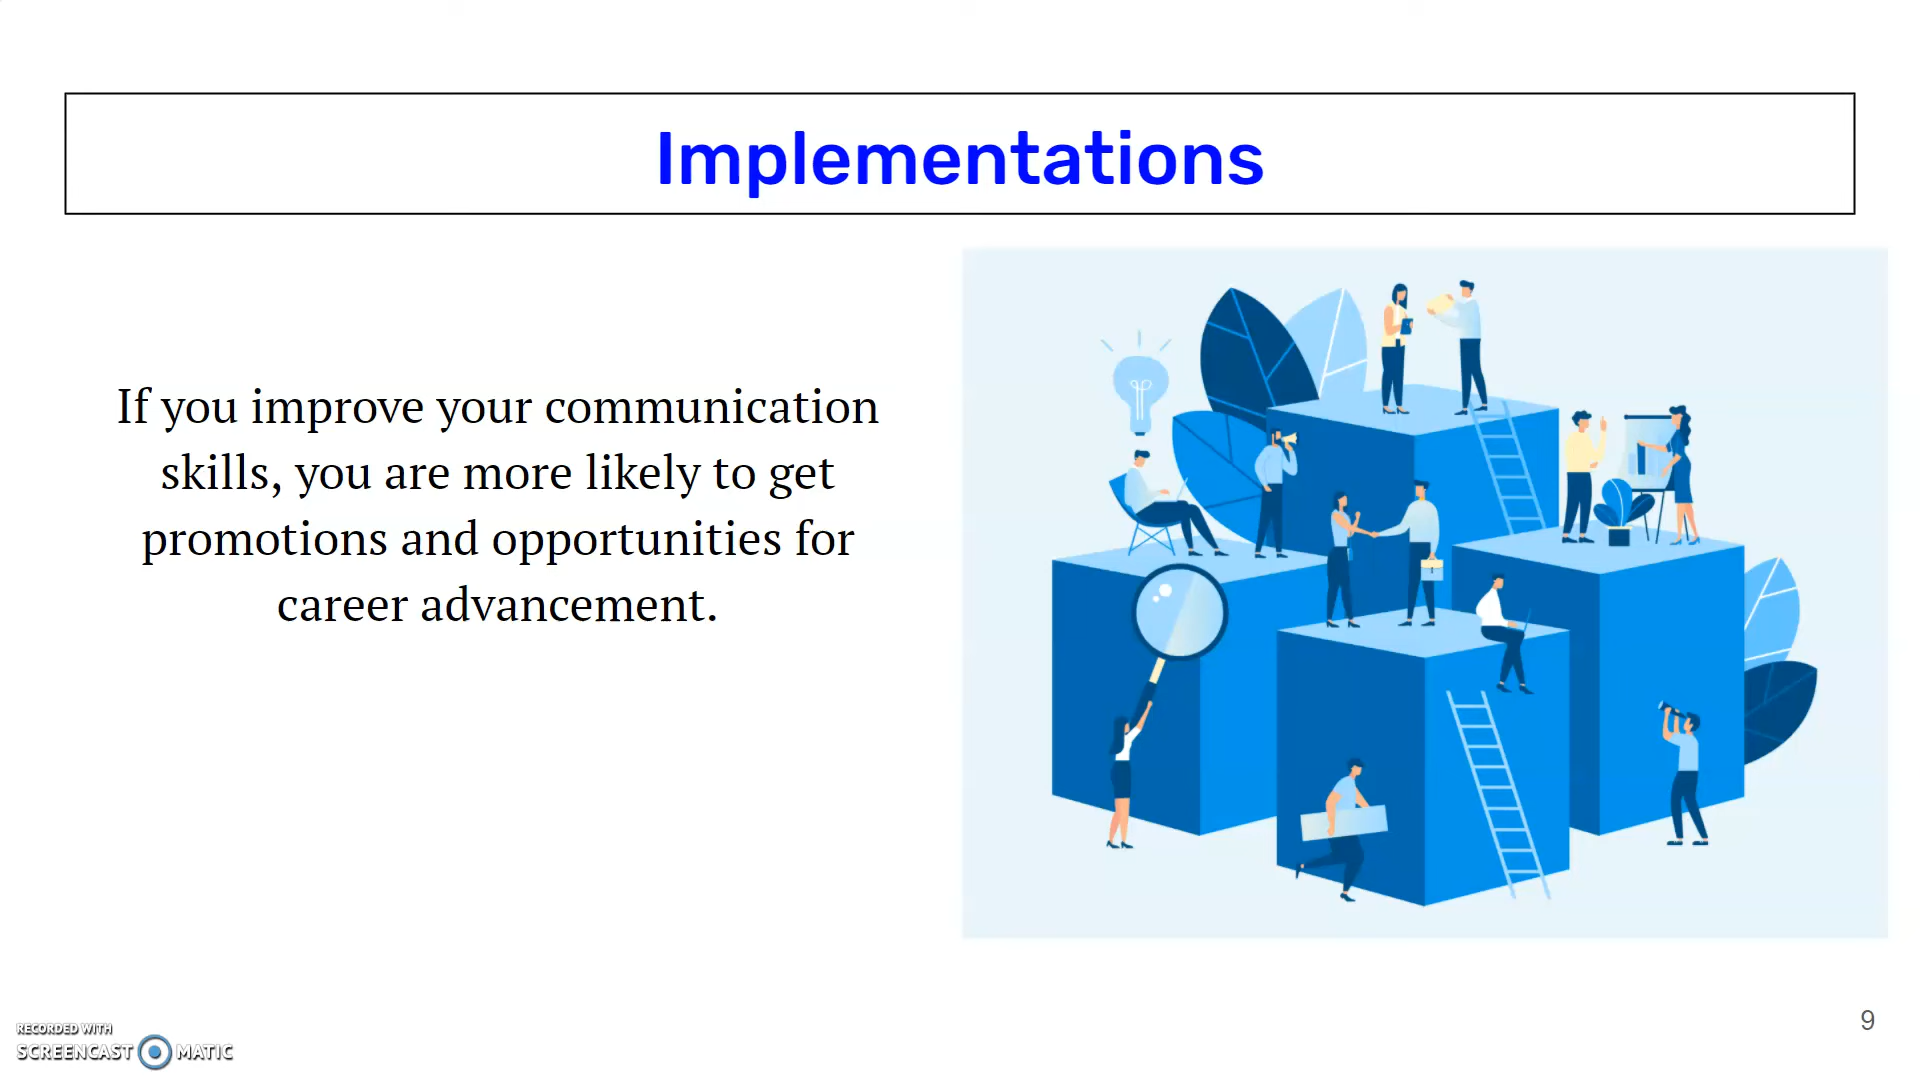 Implementations
If you improve your communication
skills, you are more likely to get
promotions and opportunities for
career advancement.
9
RECORDED WITH
SCREENCAST MATIC